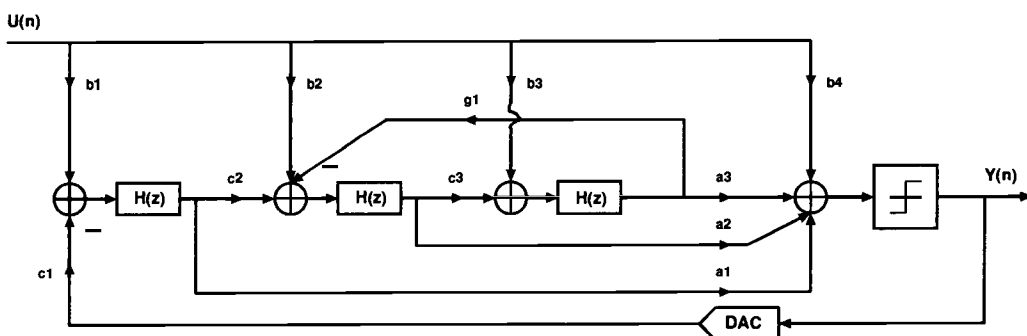 U(n)
b1
b2
b3
b4
g1
c2
c3
a3
Y(n)
H(z)
H(z)
H(z)
a2
a1
c1
DAC